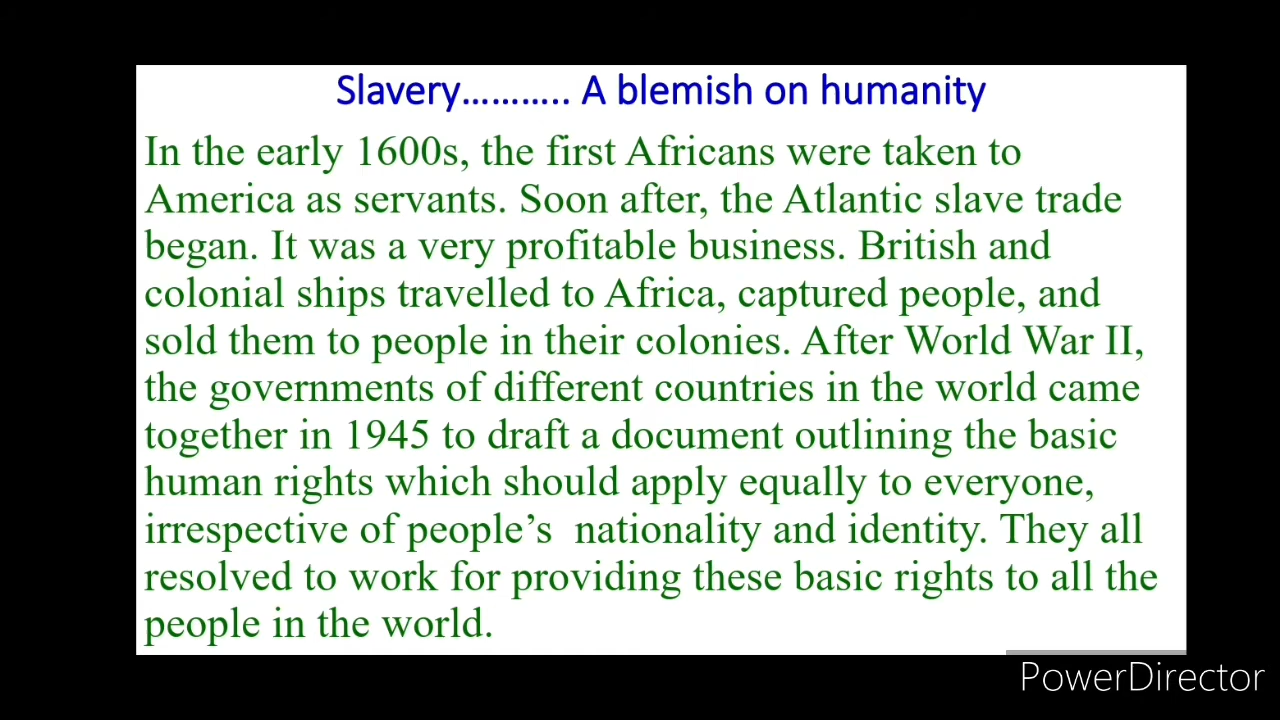 Slavery……….. A blemish on humanity
In the early 1600s, the first Africans were taken to
America as servants. Soon after, the Atlantic slave trade
began. It was a very profitable business. British and
colonial ships travelled to Africa, captured people, and
sold them to people in their colonies. After World War II,
the governments of different countries in the world came
together in 1945 to draft a document outlining the basic
human rights which should apply equally to everyone,
irrespective of people’s  nationality and identity. They all
resolved to work for providing these basic rights to all the
people in the world.
PowerDirector